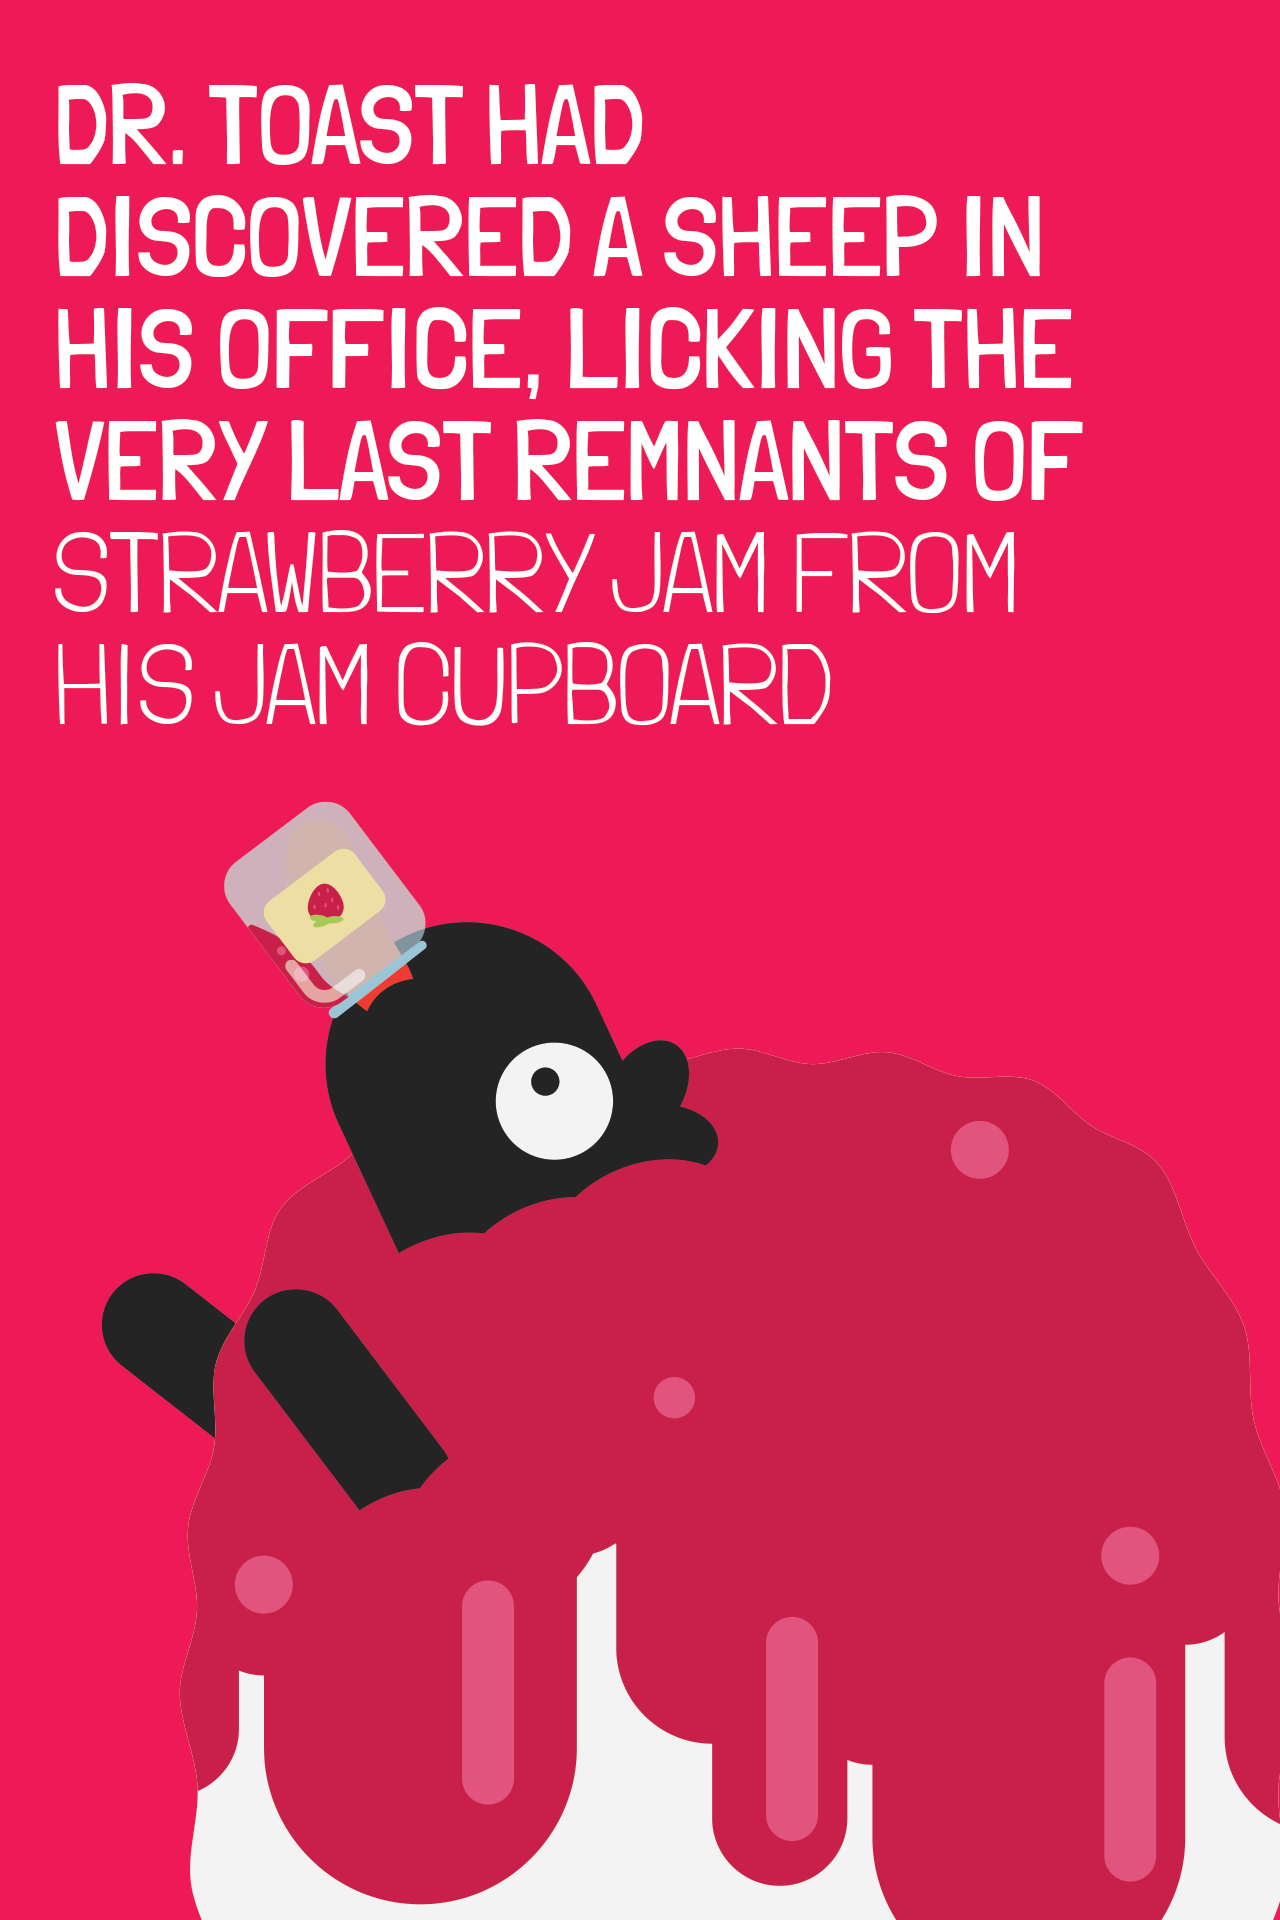 DR. TOAST HAD
DISCOVERED A SHEEP IN
HIS OFFICE, LICKING THE
VERY LAST REMNANTS OF
STRAWBERRY JAM FROM
HIS JAM CUPBOARD